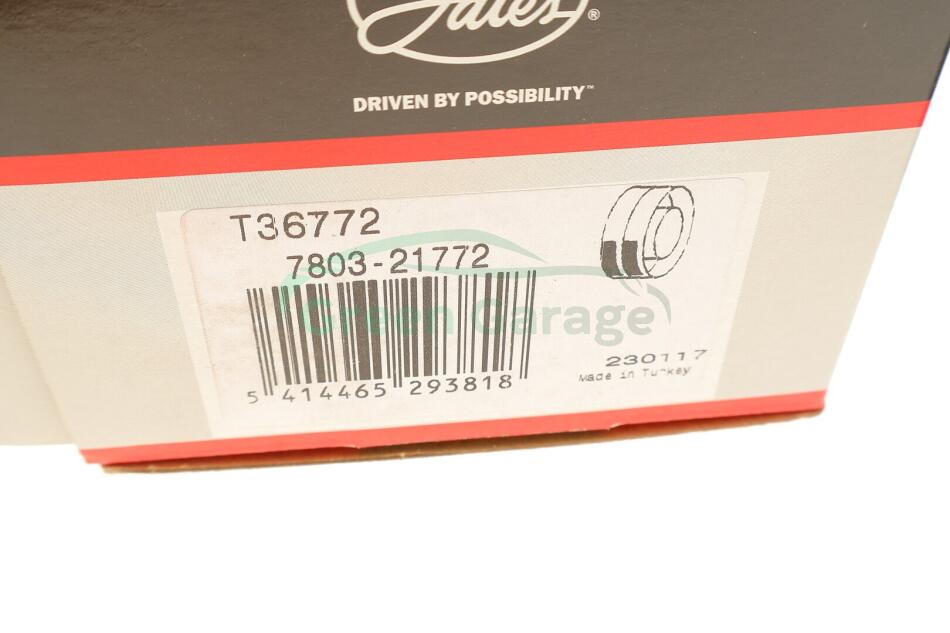 Gates®
DRIVEN BY POSSIBILITY™
T36772
7803-21772
Green Garage
5 414465 293818
230117
Made in Turkey